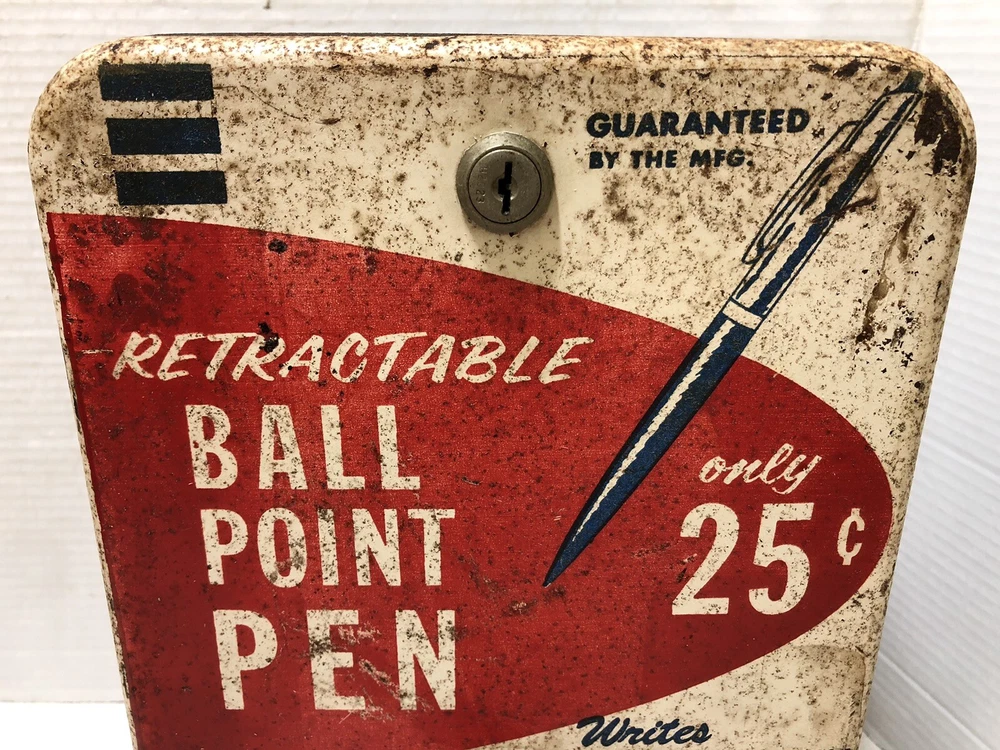 GUARANTEED
BY THE MFG.
RETRACTABLE
BALL
POINT
PEN
only
25¢
Writes